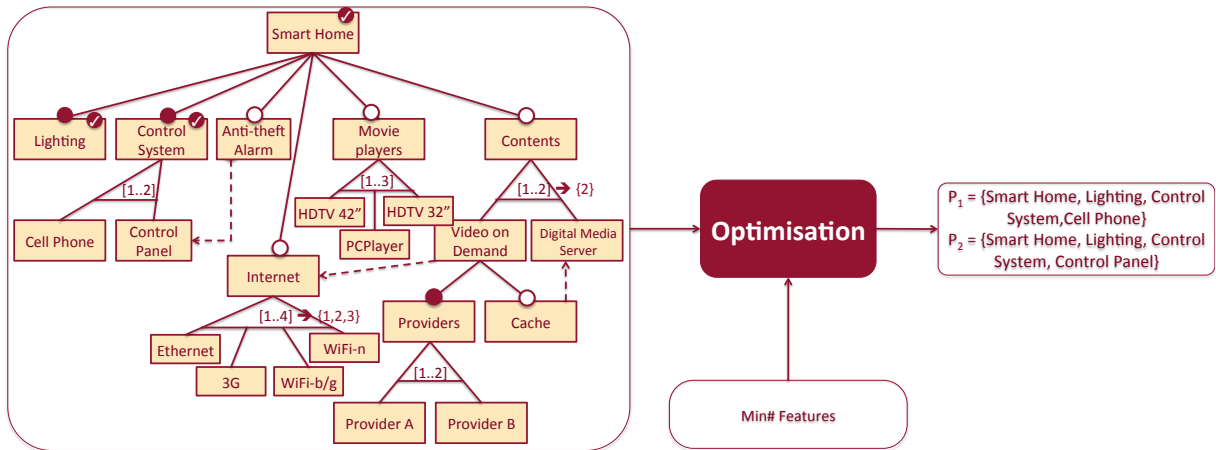 Smart Home
Lighting
Control
System
Anti-theft
Alarm
Movie
players
Contents
[1..2]
[1..3]
[1..2] ➔ {2}
Cell Phone
Control
Panel
HDTV 42”
HDTV 32”
PCPlayer
Video on
Demand
Digital Media
Server
Internet
[1..4] ➔ {1,2,3}
Ethernet
3G
WiFi-b/g
WiFi-n
Providers
Cache
[1..2]
Provider A
Provider B
Optimisation
Min# Features
P1 = {Smart Home, Lighting, Control
System,Cell Phone}
P2 = {Smart Home, Lighting, Control
System, Control Panel}